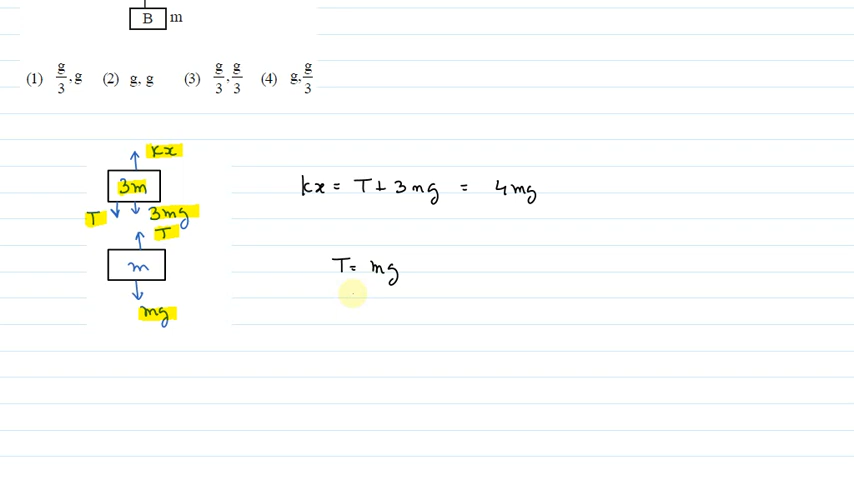 B m
(1) g/3, g (2) g, g (3) g/3, g/3 (4) g, g/3
kx
3m
T 3mg
T
m
mg
kx = T + 3mg = 4mg
T = mg